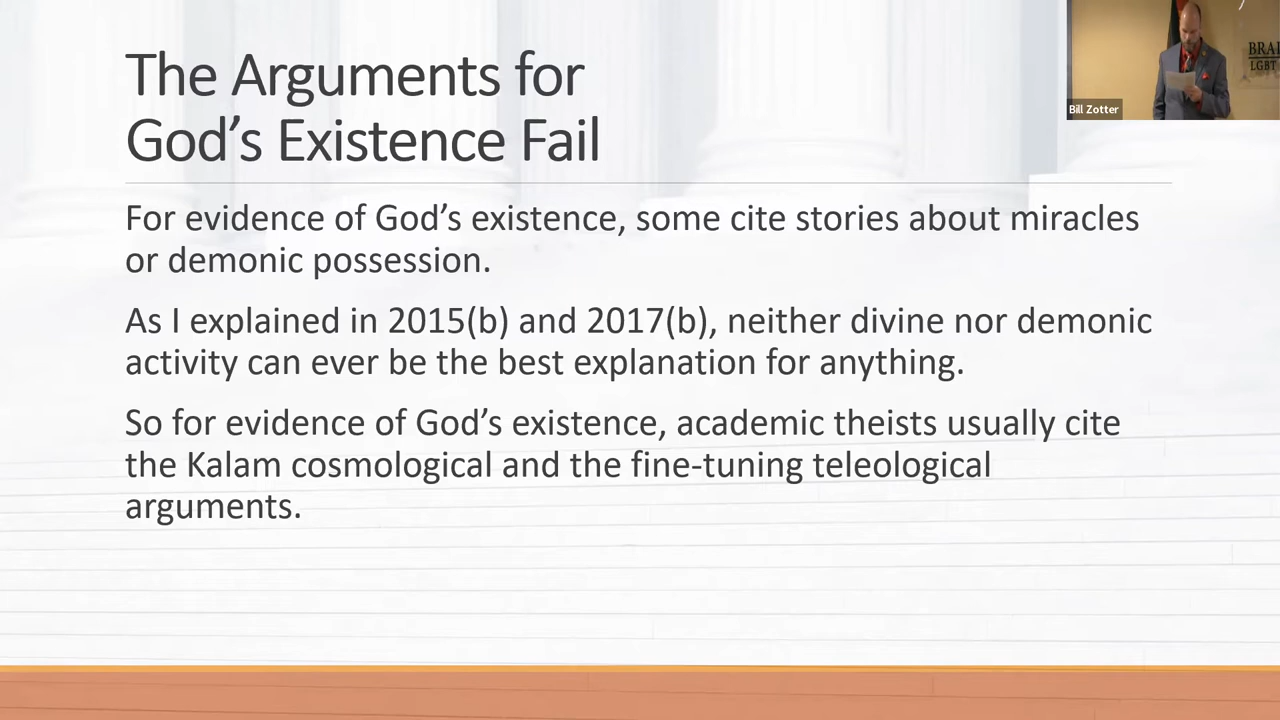 The Arguments for
God’s Existence Fail
For evidence of God’s existence, some cite stories about miracles
or demonic possession.
As I explained in 2015(b) and 2017(b), neither divine nor demonic
activity can ever be the best explanation for anything.
So for evidence of God’s existence, academic theists usually cite
the Kalam cosmological and the fine-tuning teleological
arguments.
Bill Zotter
LGBT